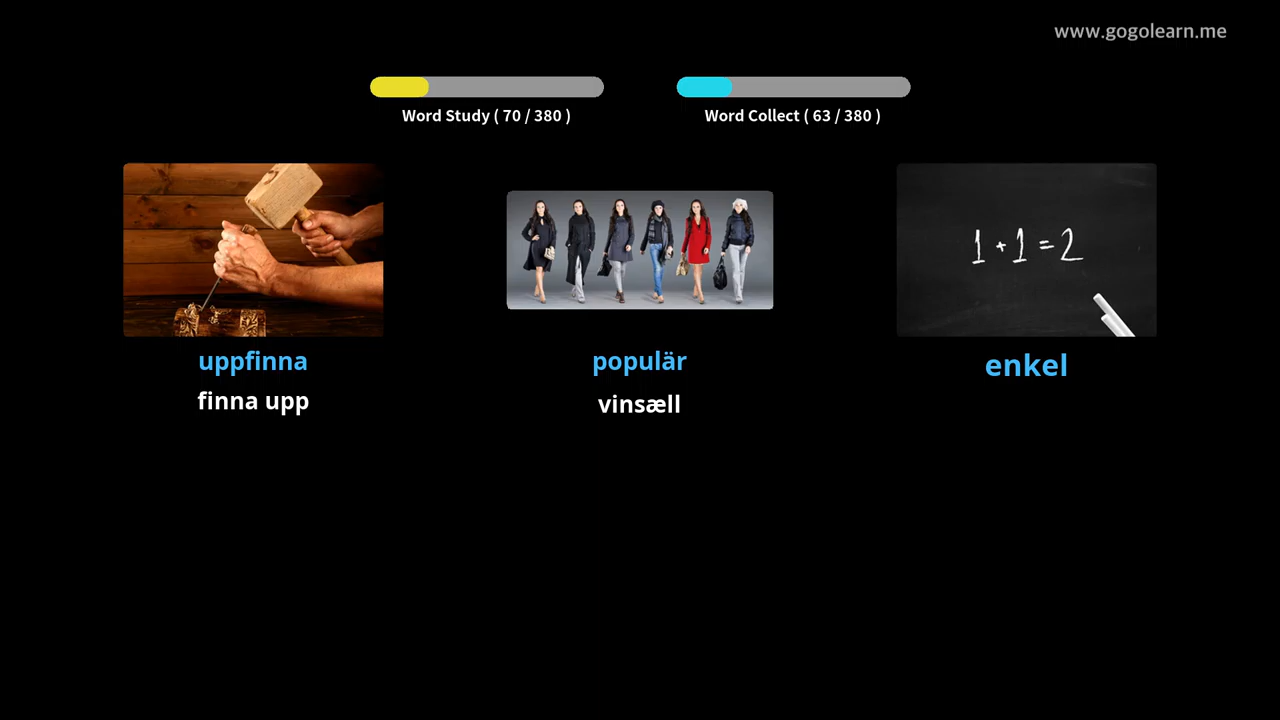 www.gogolearn.me
Word Study ( 70 / 380 )
Word Collect ( 63 / 380 )
1 + 1 = 2
uppfinna
finna upp
populär
vinsæll
enkel